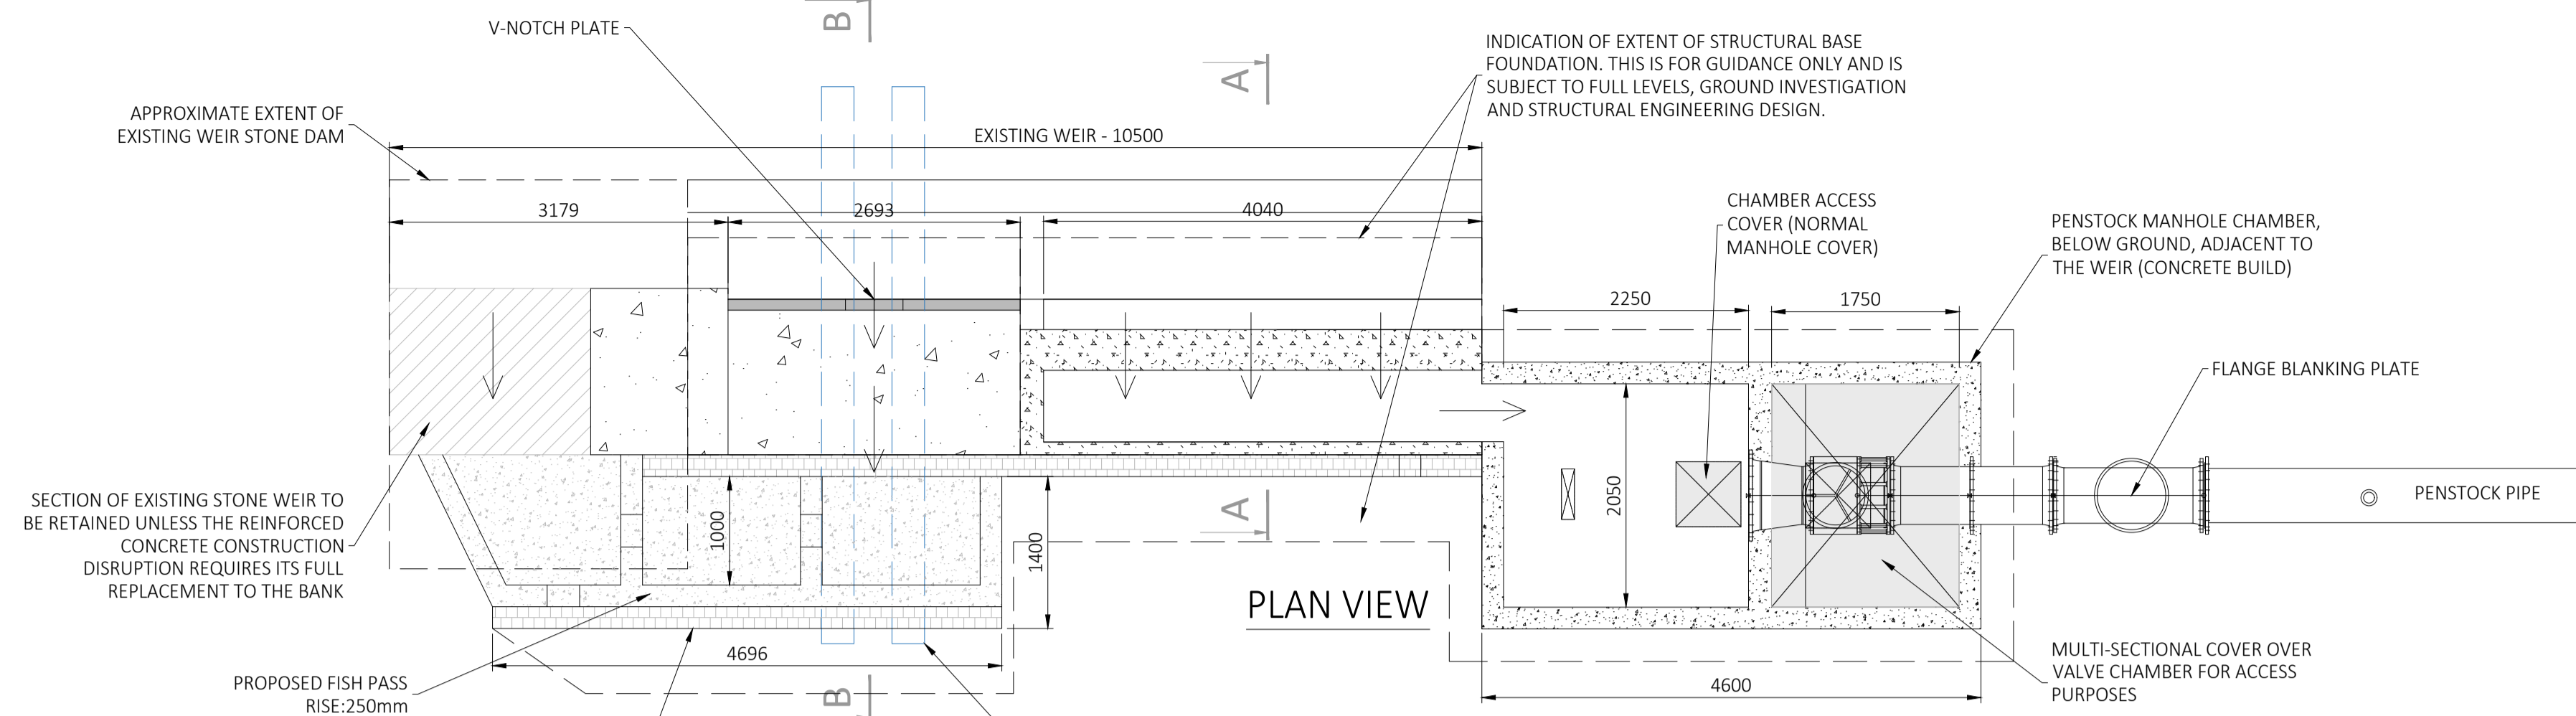 V-NOTCH PLATE
B
INDICATION OF EXTENT OF STRUCTURAL BASE
FOUNDATION. THIS IS FOR GUIDANCE ONLY AND IS
SUBJECT TO FULL LEVELS, GROUND INVESTIGATION
AND STRUCTURAL ENGINEERING DESIGN.
A
APPROXIMATE EXTENT OF
EXISTING WEIR STONE DAM
EXISTING WEIR - 10500
3179
2693
4040
CHAMBER ACCESS
COVER (NORMAL
MANHOLE COVER)
PENSTOCK MANHOLE CHAMBER,
BELOW GROUND, ADJACENT TO
THE WEIR (CONCRETE BUILD)
2250
1750
FLANGE BLANKING PLATE
SECTION OF EXISTING STONE WEIR TO
BE RETAINED UNLESS THE REINFORCED
CONCRETE CONSTRUCTION
DISRUPTION REQUIRES ITS FULL
REPLACEMENT TO THE BANK
1000
1400
A
2050
PENSTOCK PIPE
PLAN VIEW
4696
PROPOSED FISH PASS
RISE:250mm
B
4600
MULTI-SECTIONAL COVER OVER
VALVE CHAMBER FOR ACCESS
PURPOSES